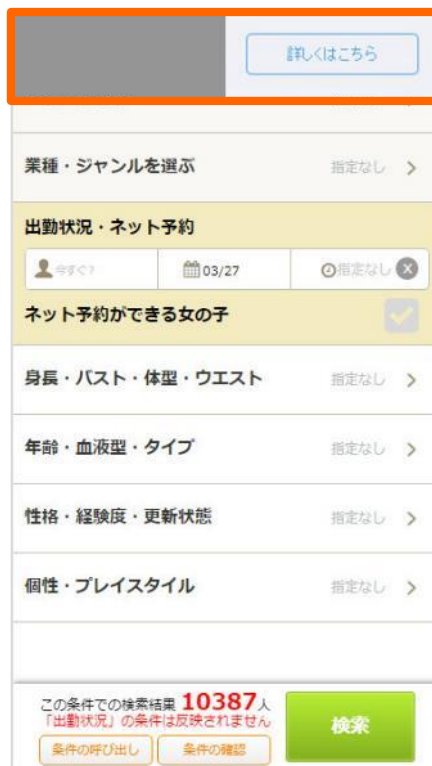 詳しくはこちら
業種・ジャンルを選ぶ 指定なし
出勤状況・ネット予約
今すぐ? 03/27 指定なし
ネット予約ができる女の子
身長・バスト・体型・ウエスト 指定なし
年齢・血液型・タイプ 指定なし
性格・経験度・更新状態 指定なし
個性・プレイスタイル 指定なし
この条件での検索結果 10387人
「出勤状況」の条件は反映されません
検索
条件の呼び出し 条件の確認